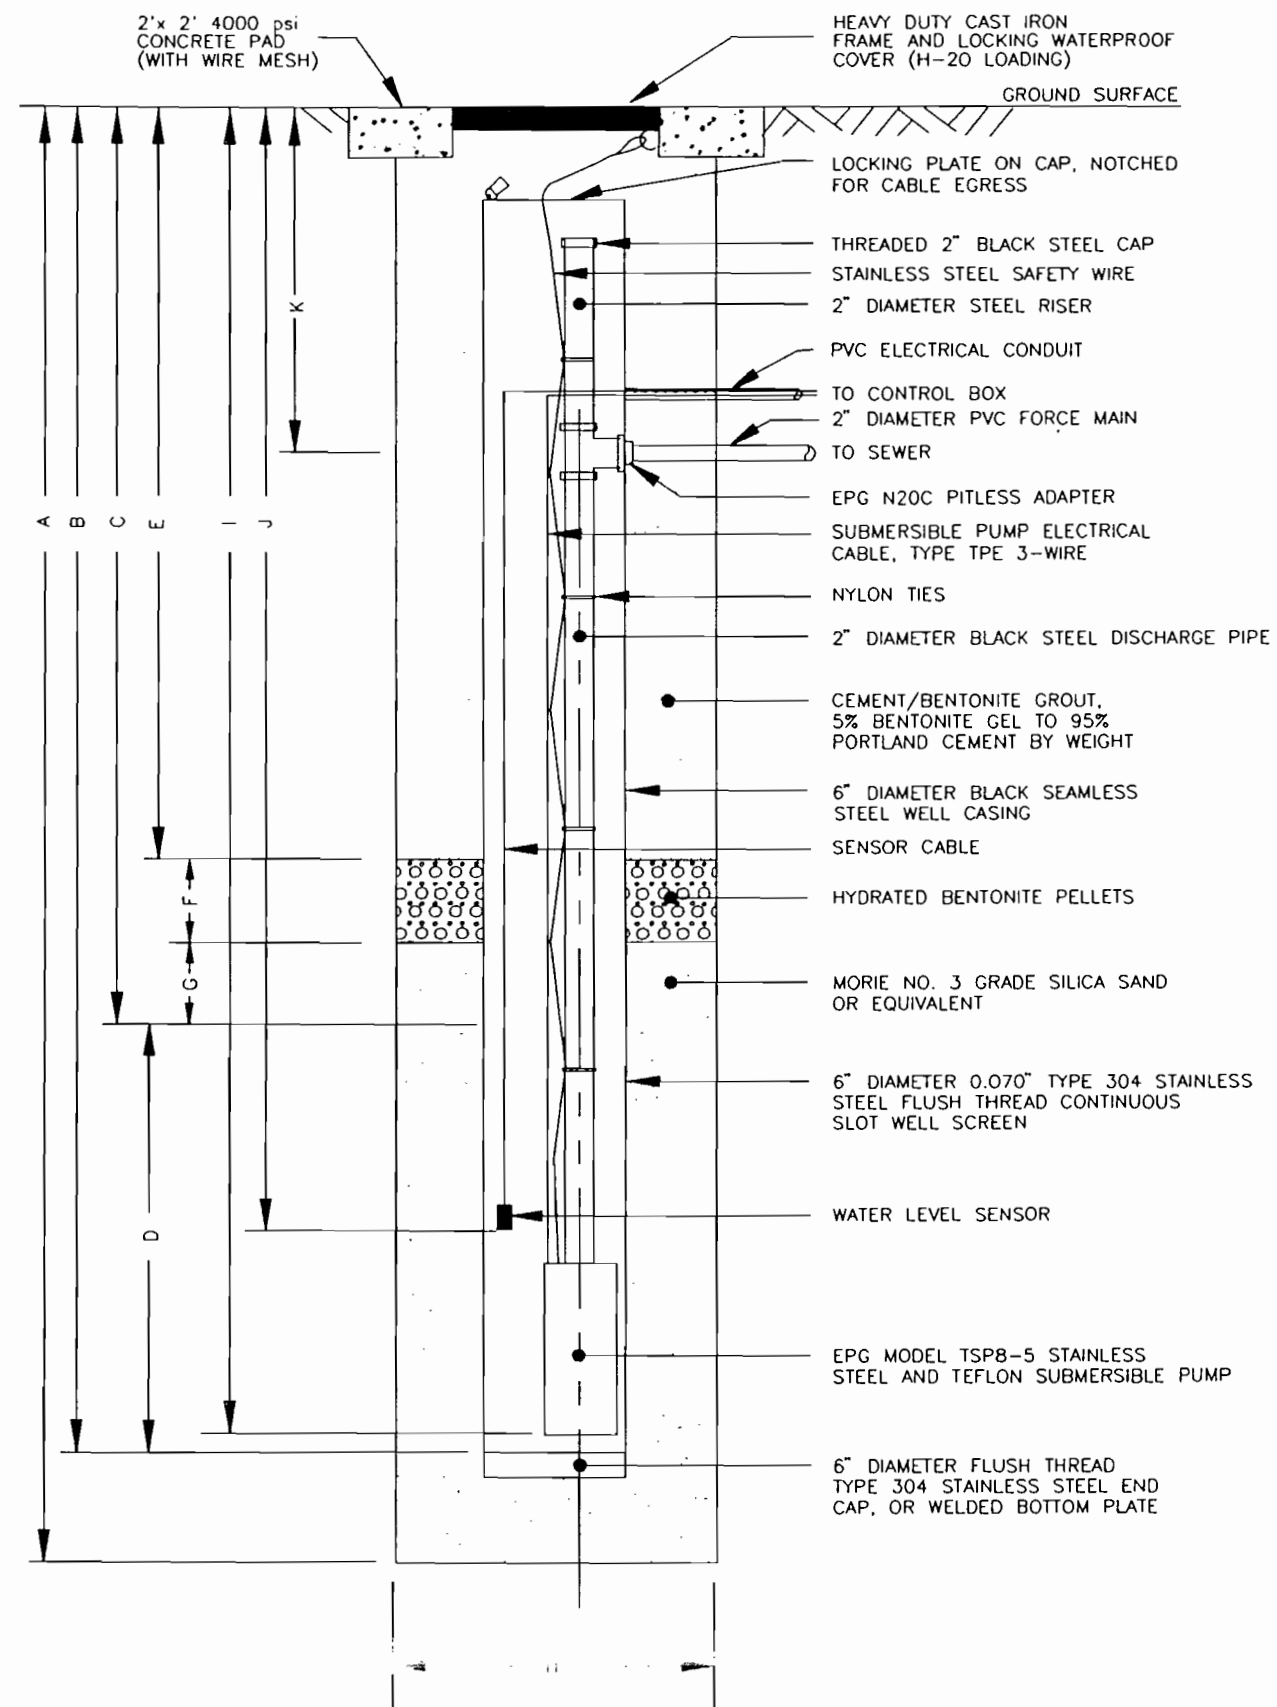 2'x 2' 4000 psi
CONCRETE PAD
(WITH WIRE MESH)
HEAVY DUTY CAST IRON
FRAME AND LOCKING WATERPROOF
COVER (H-20 LOADING)
GROUND SURFACE
LOCKING PLATE ON CAP, NOTCHED
FOR CABLE EGRESS
THREADED 2" BLACK STEEL CAP
STAINLESS STEEL SAFETY WIRE
2" DIAMETER STEEL RISER
PVC ELECTRICAL CONDUIT
TO CONTROL BOX
2" DIAMETER PVC FORCE MAIN
TO SEWER
EPG N20C PITLESS ADAPTER
SUBMERSIBLE PUMP ELECTRICAL
CABLE, TYPE TPE 3-WIRE
NYLON TIES
2" DIAMETER BLACK STEEL DISCHARGE PIPE
CEMENT/BENTONITE GROUT,
5% BENTONITE GEL TO 95%
PORTLAND CEMENT BY WEIGHT
6" DIAMETER BLACK SEAMLESS
STEEL WELL CASING
SENSOR CABLE
HYDRATED BENTONITE PELLETS
MORIE NO. 3 GRADE SILICA SAND
OR EQUIVALENT
6" DIAMETER 0.070" TYPE 304 STAINLESS
STEEL FLUSH THREAD CONTINUOUS
SLOT WELL SCREEN
WATER LEVEL SENSOR
EPG MODEL TSP8-5 STAINLESS
STEEL AND TEFLON SUBMERSIBLE PUMP
6" DIAMETER FLUSH THREAD
TYPE 304 STAINLESS STEEL END
CAP, OR WELDED BOTTOM PLATE
A
B
C
E
I
J
K
F
G
D